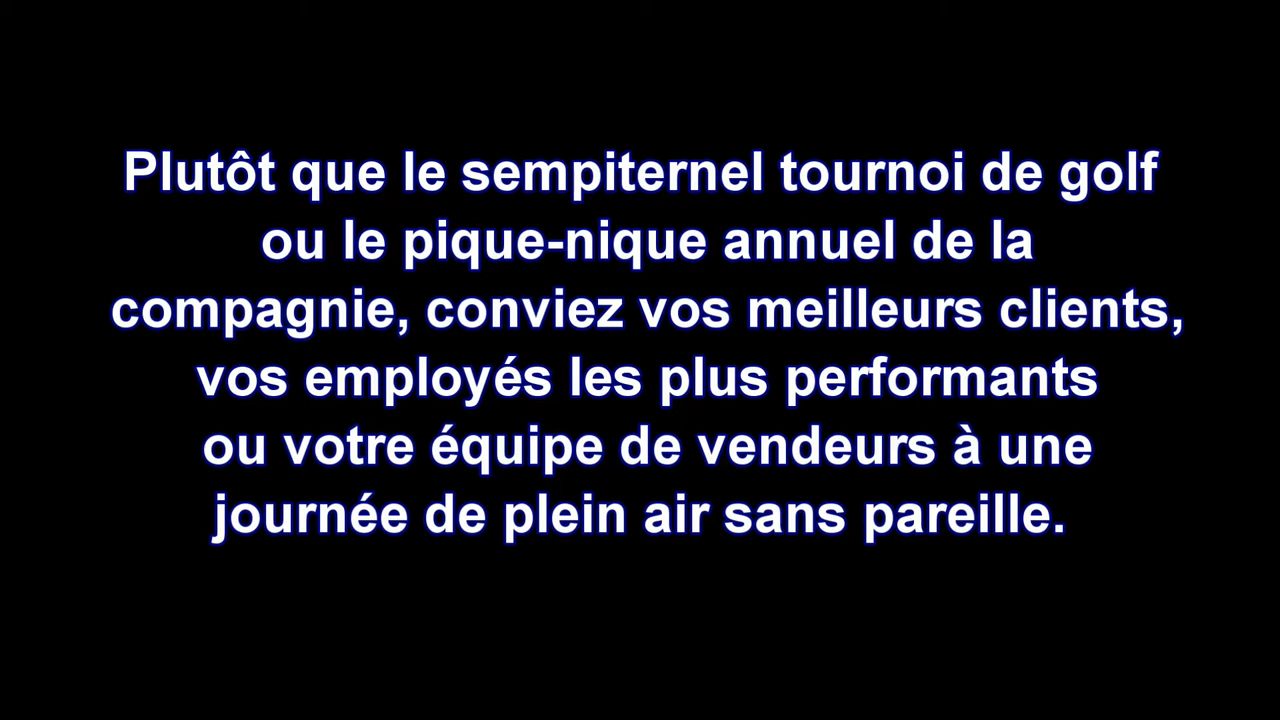 Plutôt que le sempiternel tournoi de golf
ou le pique-nique annuel de la
compagnie, conviez vos meilleurs clients,
vos employés les plus performants
ou votre équipe de vendeurs à une
journée de plein air sans pareille.